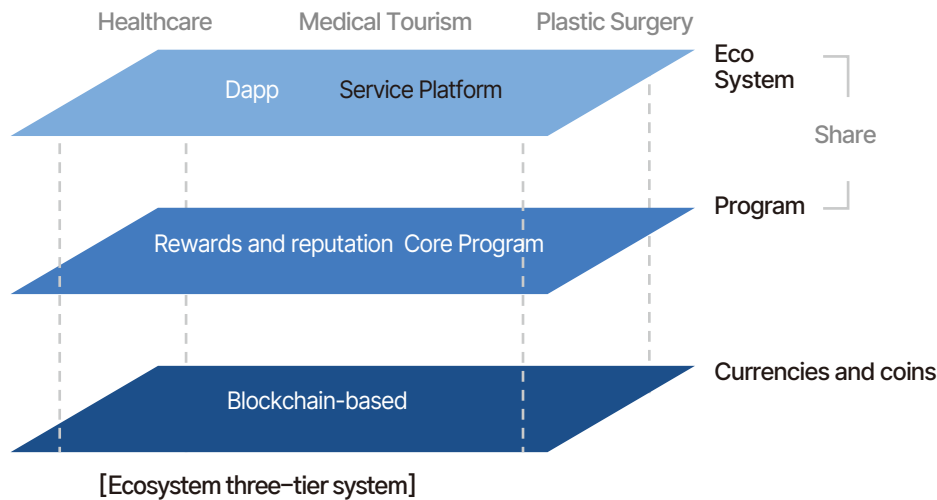 Healthcare Medical Tourism Plastic Surgery
Eco
System
Dapp Service Platform
Share
Program
Rewards and reputation Core Program
Currencies and coins
Blockchain-based
[Ecosystem three-tier system]